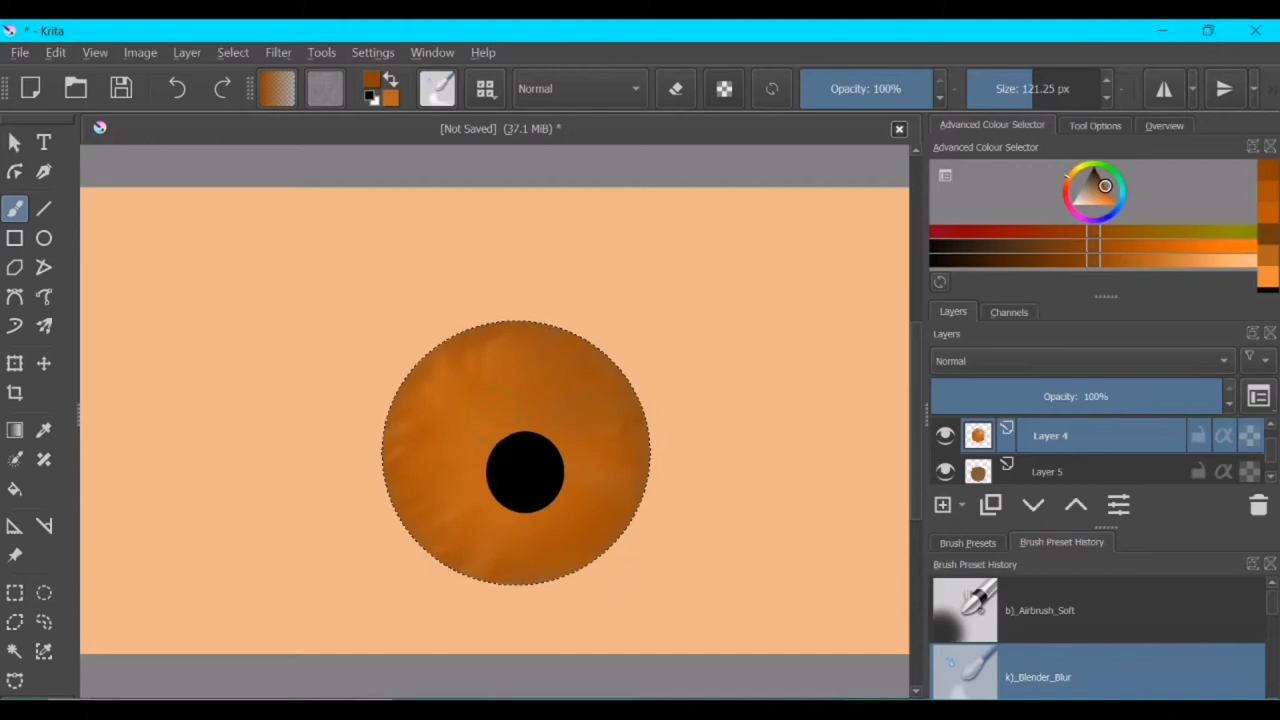 * - Krita
File Edit View Image Layer Select Filter Tools Settings Window Help
Normal Opacity: 100% Size: 121.25 px
[Not Saved] (37.1 MiB) *
Advanced Colour Selector Tool Options Overview
Advanced Colour Selector
Layers Channels
Layers
Normal
Opacity: 100%
Layer 4
Layer 5
Brush Presets Brush Preset History
Brush Preset History
b)_Airbrush_Soft
k)_Blender_Blur